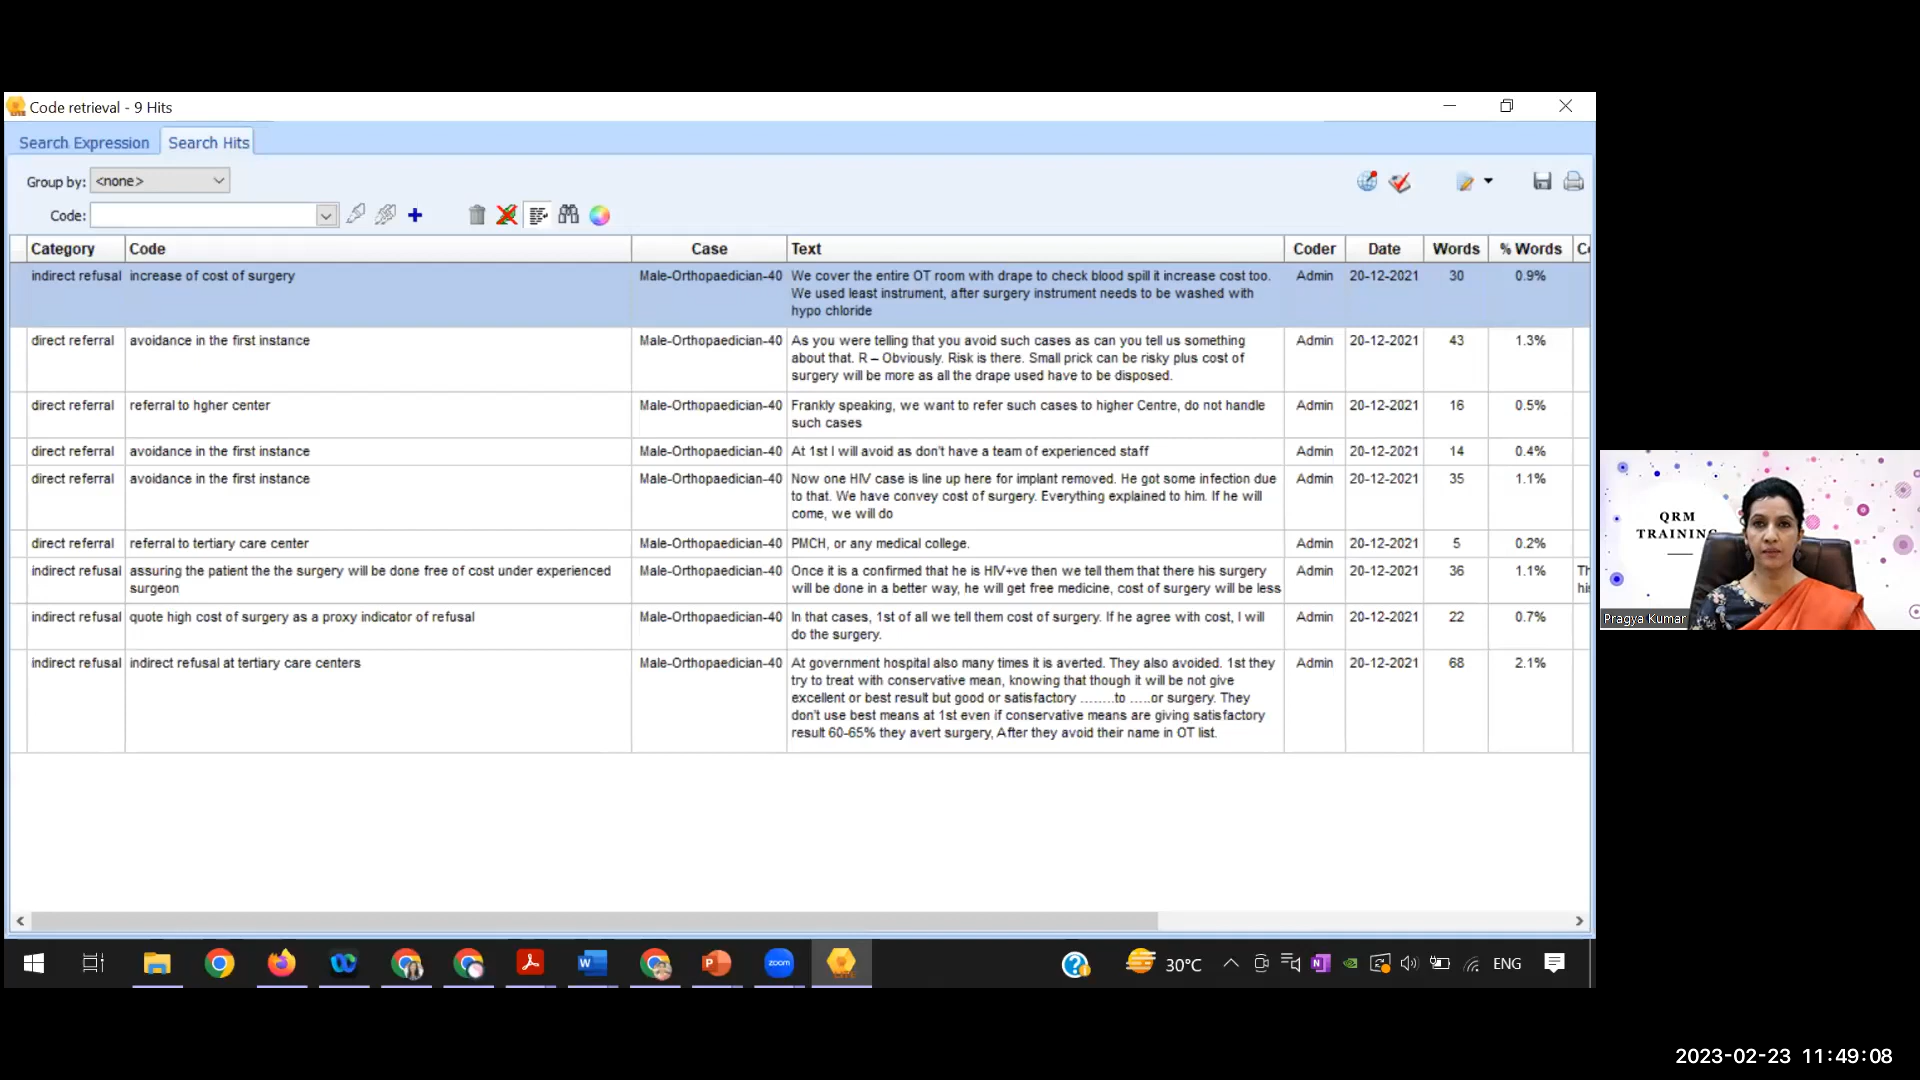 Code retrieval - 9 Hits
Search Expression Search Hits
Group by: <none>
Code:
Category Code Case Text Coder Date Words % Words
indirect refusal increase of cost of surgery Male-Orthopaedician-40 We cover the entire OT room with drape to check blood spill it increase cost too. Admin 20-12-2021 30 0.9%
We used least instrument, after surgery instrument needs to be washed with
hypo chloride
direct referral avoidance in the first instance Male-Orthopaedician-40 As you were telling that you avoid such cases as can you tell us something Admin 20-12-2021 43 1.3%
about that. R – Obviously. Risk is there. Small prick can be risky plus cost of
surgery will be more as all the drape used have to be disposed.
direct referral referral to hgher center Male-Orthopaedician-40 Frankly speaking, we want to refer such cases to higher Centre, do not handle Admin 20-12-2021 16 0.5%
such cases
direct referral avoidance in the first instance Male-Orthopaedician-40 At 1st I will avoid as don't have a team of experienced staff Admin 20-12-2021 14 0.4%
direct referral avoidance in the first instance Male-Orthopaedician-40 Now one HIV case is line up here for implant removed. He got some infection due Admin 20-12-2021 35 1.1%
to that. We have convey cost of surgery. Everything explained to him. If he will
come, we will do
direct referral referral to tertiary care center Male-Orthopaedician-40 PMCH, or any medical college. Admin 20-12-2021 5 0.2%
indirect refusal assuring the patient the the surgery will be done free of cost under experienced Male-Orthopaedician-40 Once it is a confirmed that he is HIV+ve then we tell them that there his surgery Admin 20-12-2021 36 1.1% Th
surgeon will be done in a better way, he will get free medicine, cost of surgery will be less his
indirect refusal quote high cost of surgery as a proxy indicator of refusal Male-Orthopaedician-40 In that cases, 1st of all we tell them cost of surgery. If he agree with cost, I will Admin 20-12-2021 22 0.7%
do the surgery.
indirect refusal indirect refusal at tertiary care centers Male-Orthopaedician-40 At government hospital also many times it is averted. They also avoided. 1st they Admin 20-12-2021 68 2.1%
try to treat with conservative mean, knowing that though it will be not give
excellent or best result but good or satisfactory ........to .....or surgery. They
don't use best means at 1st even if conservative means are giving satisfactory
result 60-65% they avert surgery, After they avoid their name in OT list.
QRM
TRAINING
Pragya Kumar
zoom
30°C
ENG
2023-02-23 11:49:08